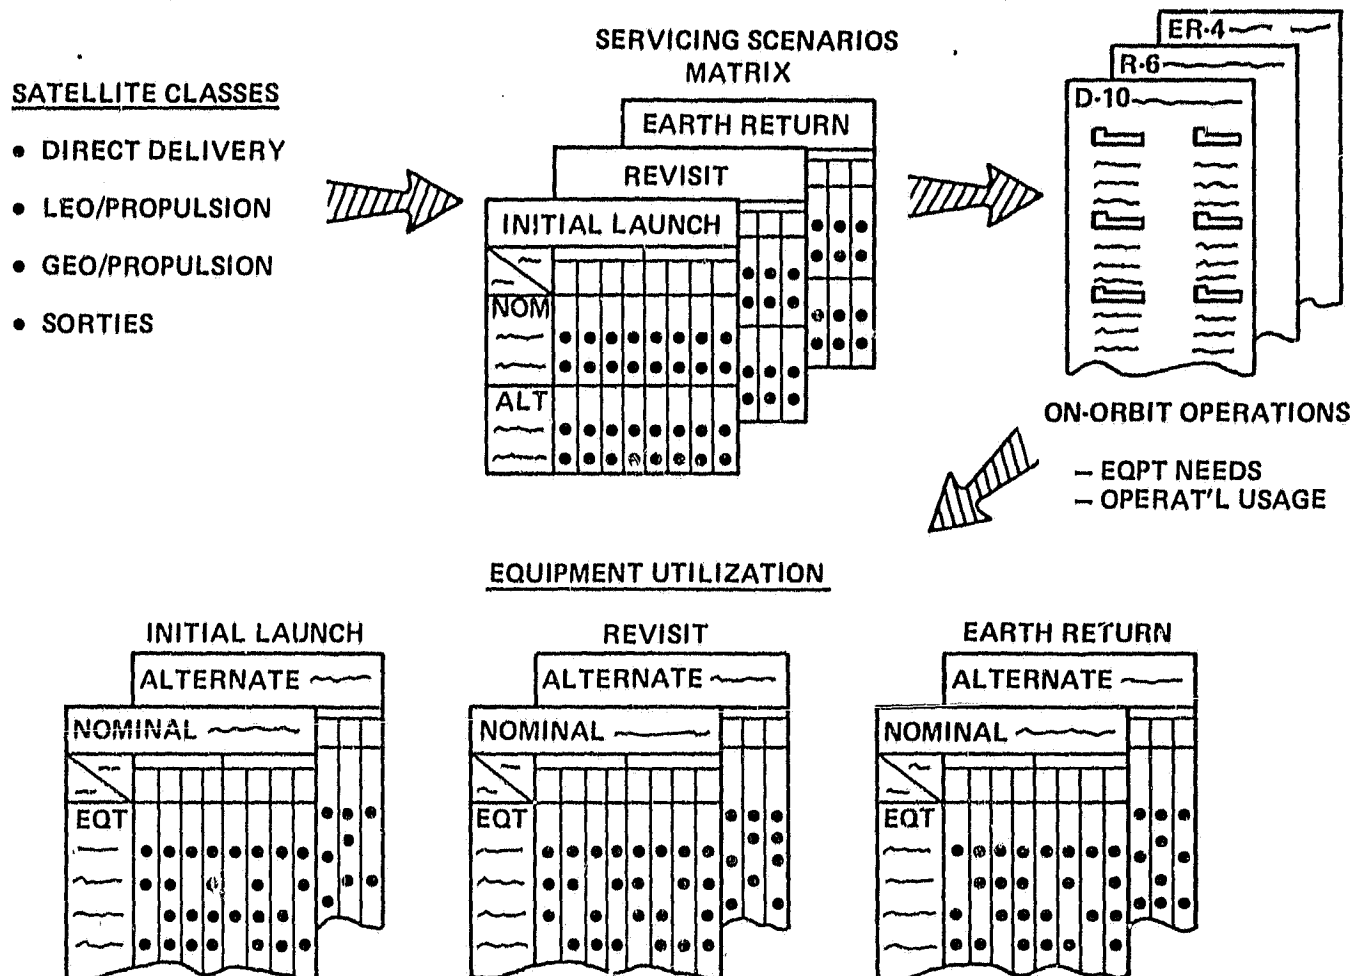 SATELLITE CLASSES
• DIRECT DELIVERY
• LEO/PROPULSION
• GEO/PROPULSION
• SORTIES
SERVICING SCENARIOS
MATRIX
EARTH RETURN
REVISIT
INITIAL LAUNCH
NOM
ALT
ER-4
R-6
D-10
ON-ORBIT OPERATIONS
– EQPT NEEDS
– OPERAT'L USAGE
EQUIPMENT UTILIZATION
INITIAL LAUNCH
ALTERNATE
NOMINAL
EQT
REVISIT
ALTERNATE
NOMINAL
EQT
EARTH RETURN
ALTERNATE
NOMINAL
EQT